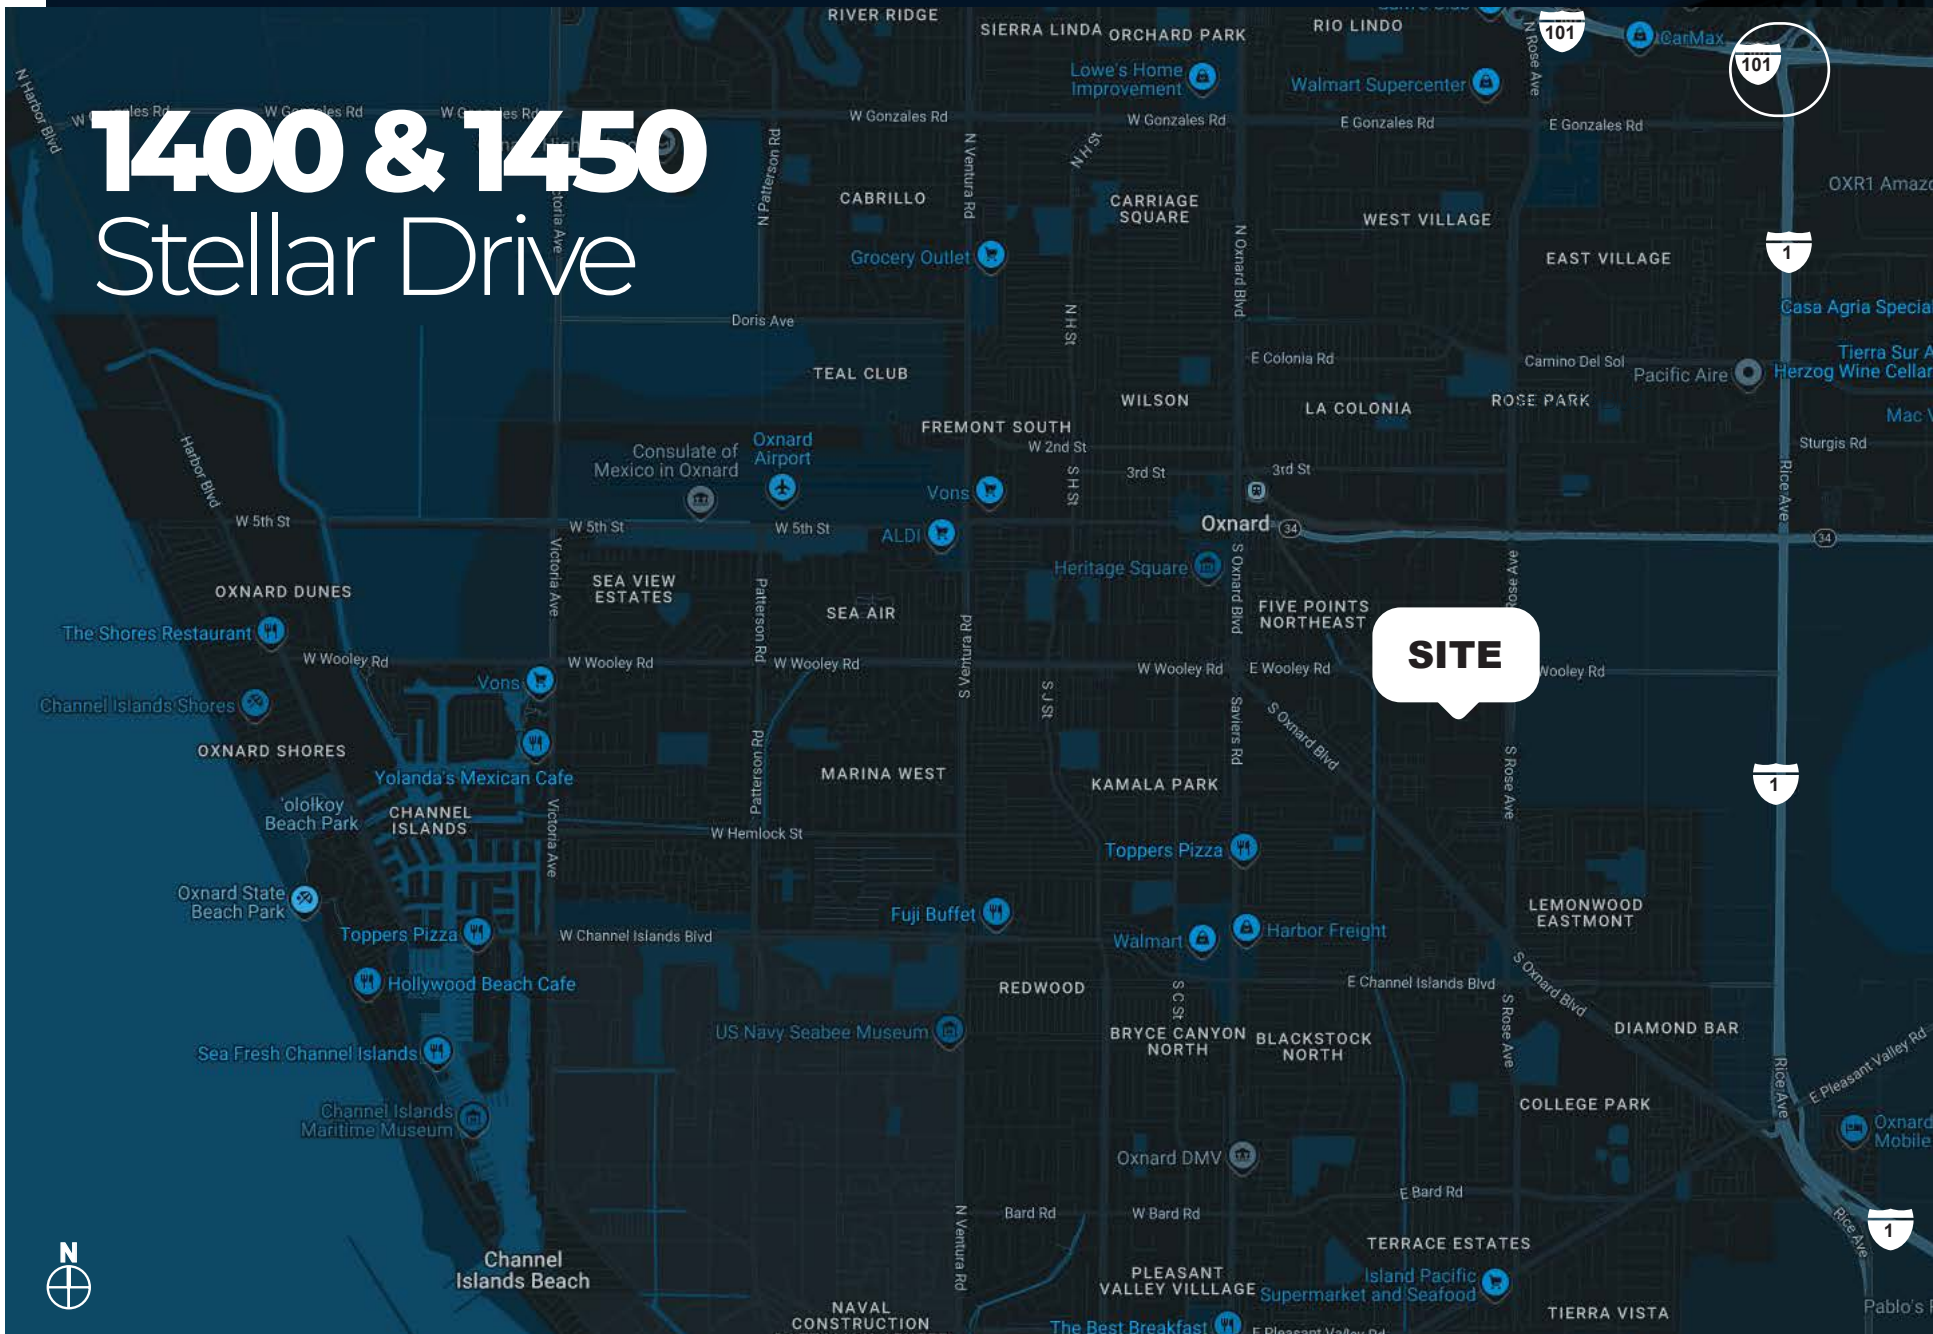 RIVER RIDGE
SIERRA LINDA
ORCHARD PARK
RIO LINDO
101
CarMax
101
N Harbor Blvd
N Rose Ave
Lowe's Home
Improvement
Walmart Supercenter
W Gonzales Rd
W Gonzales Rd
W Gonzales Rd
W Gonzales Rd
E Gonzales Rd
E Gonzales Rd
1400 & 1450
Stellar Drive
N Patterson Rd
N Ventura Rd
N H St
CABRILLO
CARRIAGE
SQUARE
WEST VILLAGE
OXR1 Amazo
Grocery Outlet
N Oxnard Blvd
EAST VILLAGE
1
Casa Agria Special
Doris Ave
N H St
E Colonia Rd
Camino Del Sol
Pacific Aire
Tierra Sur A
Herzog Wine Cellar
TEAL CLUB
WILSON
LA COLONIA
ROSE PARK
Mac
FREMONT SOUTH
W 2nd St
Sturgis Rd
Harbor Blvd
Consulate of
Mexico in Oxnard
Oxnard
Airport
S H St
3rd St
3rd St
Rice Ave
Vons
W 5th St
W 5th St
W 5th St
ALDI
Oxnard
34
34
Victoria Ave
Heritage Square
S Oxnard Blvd
Rose Ave
OXNARD DUNES
SEA VIEW
ESTATES
Patterson Rd
SEA AIR
FIVE POINTS
NORTHEAST
The Shores Restaurant
S Ventura Rd
SITE
W Wooley Rd
W Wooley Rd
W Wooley Rd
W Wooley Rd
E Wooley Rd
Wooley Rd
Vons
Channel Islands Shores
S J St
Saviers Rd
S Oxnard Blvd
OXNARD SHORES
Yolanda's Mexican Cafe
Patterson Rd
MARINA WEST
KAMALA PARK
S Rose Ave
1
'ololkoy
Beach Park
CHANNEL
ISLANDS
Victoria Ave
W Hemlock St
Toppers Pizza
Oxnard State
Beach Park
Fuji Buffet
LEMONWOOD
EASTMONT
Toppers Pizza
W Channel Islands Blvd
Walmart
Harbor Freight
Hollywood Beach Cafe
REDWOOD
S C St
E Channel Islands Blvd
S Oxnard Blvd
S Rose Ave
US Navy Seabee Museum
BRYCE CANYON
NORTH
BLACKSTOCK
NORTH
DIAMOND BAR
Sea Fresh Channel Islands
Rice Ave
E Pleasant Valley Rd
Channel Islands
Maritime Museum
COLLEGE PARK
Oxnard
Mobile
Oxnard DMV
E Bard Rd
N Ventura Rd
Bard Rd
W Bard Rd
Rice Ave
1
N
Channel
Islands Beach
TERRACE ESTATES
PLEASANT
VALLEY VILLLAGE
Island Pacific
Supermarket and Seafood
NAVAL
CONSTRUCTION
TIERRA VISTA
Pablo's
The Best Breakfast
E Pleasant Valley Rd